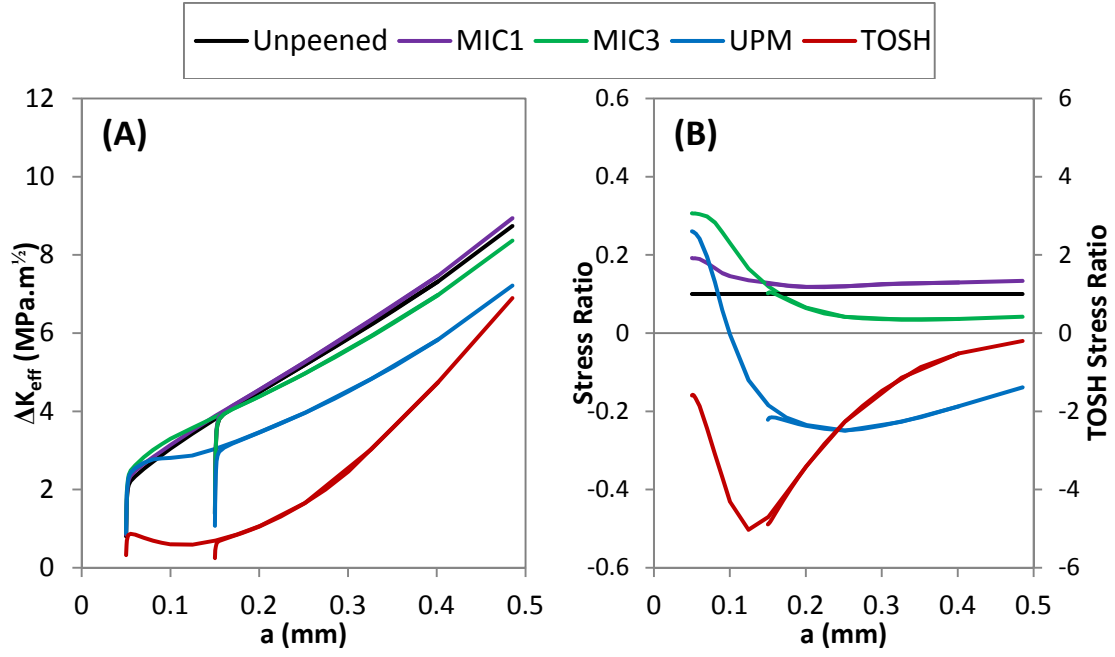 Unpeened MIC1 MIC3 UPM TOSH
(A)
ΔKeff (MPa.m½)
12
10
8
6
4
2
0
0 0.1 0.2 0.3 0.4 0.5
a (mm)
(B)
Stress Ratio
0.6
0.4
0.2
0
-0.2
-0.4
-0.6
0 0.1 0.2 0.3 0.4 0.5
a (mm)
6
4
2
0
-2
-4
-6
TOSH Stress Ratio